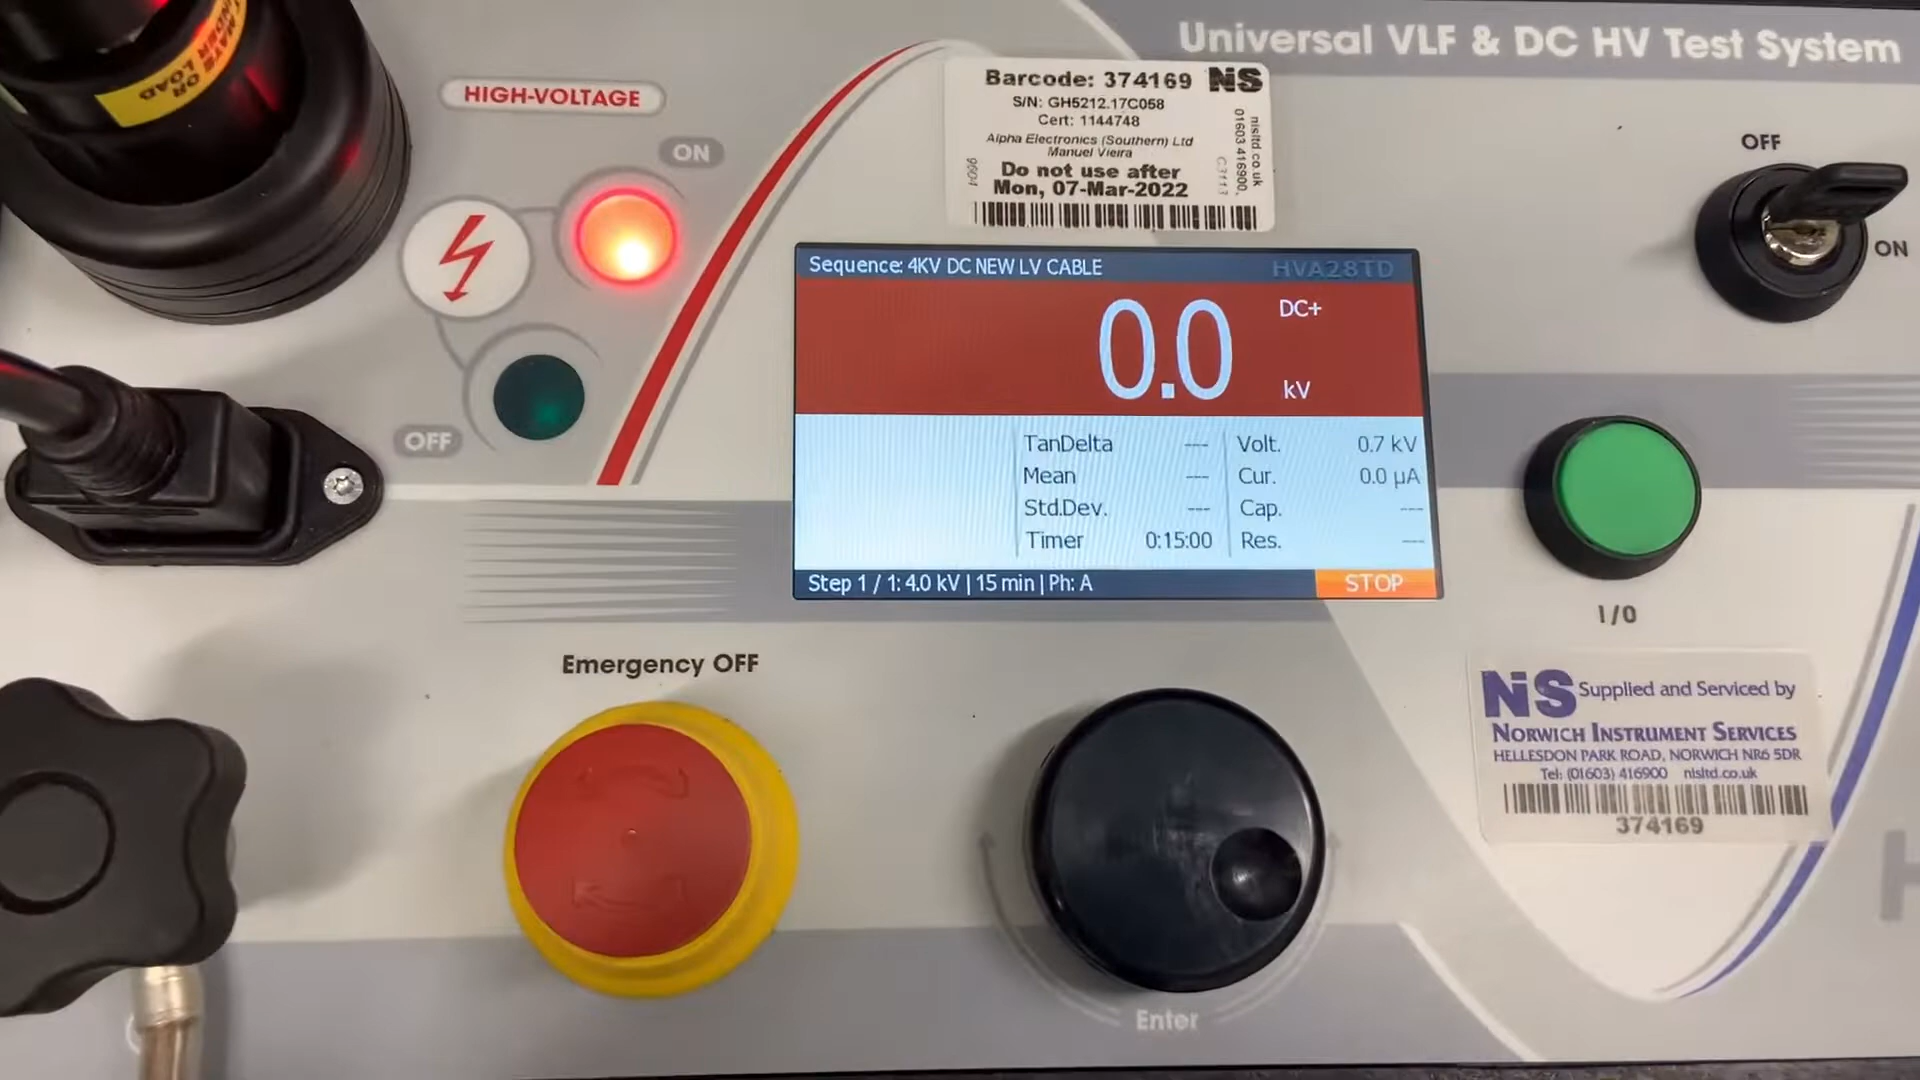 Universal VLF & DC HV Test System
HIGH-VOLTAGE
ON
OFF
OR
LOAD
Barcode: 374169 NIS
S/N: GH5212.17C058
Cert: 1144748
Alpha Electronics (Southern) Ltd
Manuel Vieira
Do not use after
Mon, 07-Mar-2022
9604
nisltd.co.uk
01603 416900,
OFF
ON
Sequence: 4KV DC NEW LV CABLE HVA28TD
0.0 DC+
kV
TanDelta --- Volt. 0.7 kV
Mean --- Cur. 0.0 µA
Std.Dev. --- Cap. ---
Timer 0:15:00 Res. ---
Step 1 / 1: 4.0 kV | 15 min | Ph: A STOP
I/O
Emergency OFF
Enter
NIS Supplied and Serviced by
NORWICH INSTRUMENT SERVICES
HELLESDON PARK ROAD, NORWICH NR6 5DR
Tel: (01603) 416900 nisltd.co.uk
374169
H